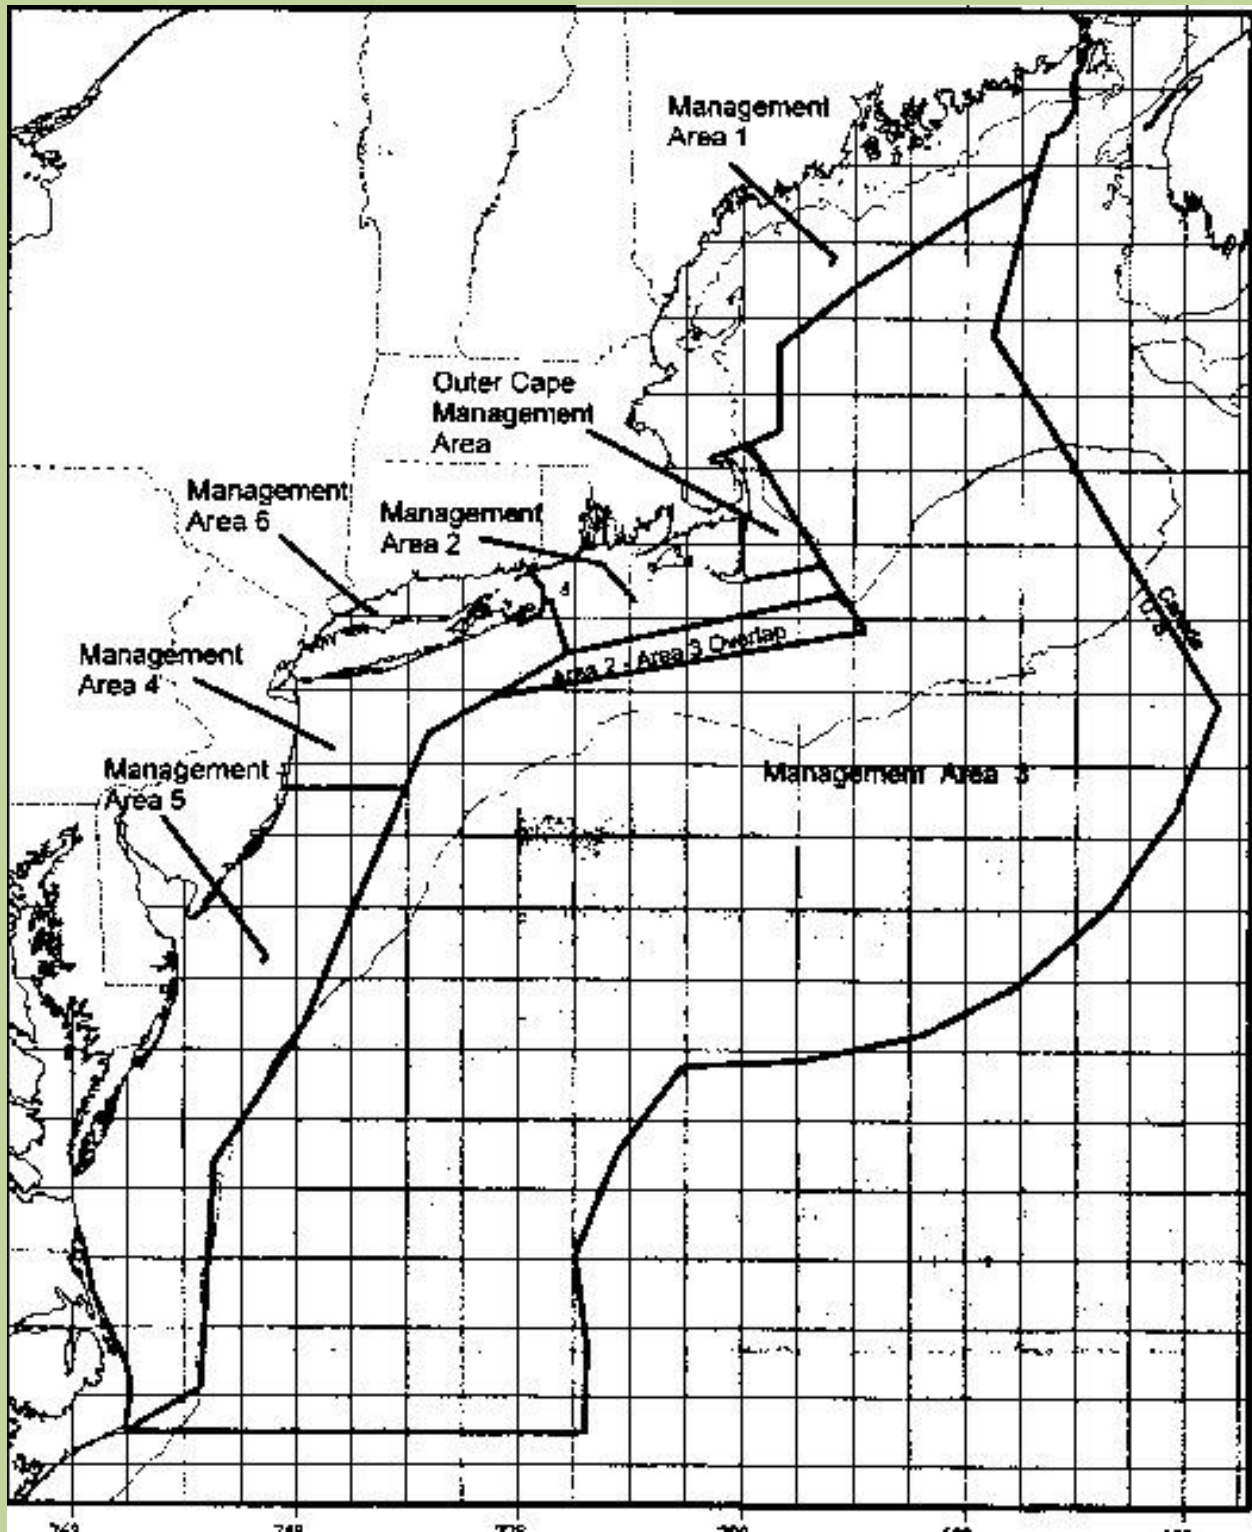 Management
Area 1
Outer Cape
Management
Area
Management
Area 6
Management
Area 2
Management
Area 4
Management
Area 5
Area 2 - Area 3 Overlap
Management Area 3
Canada
U.S.